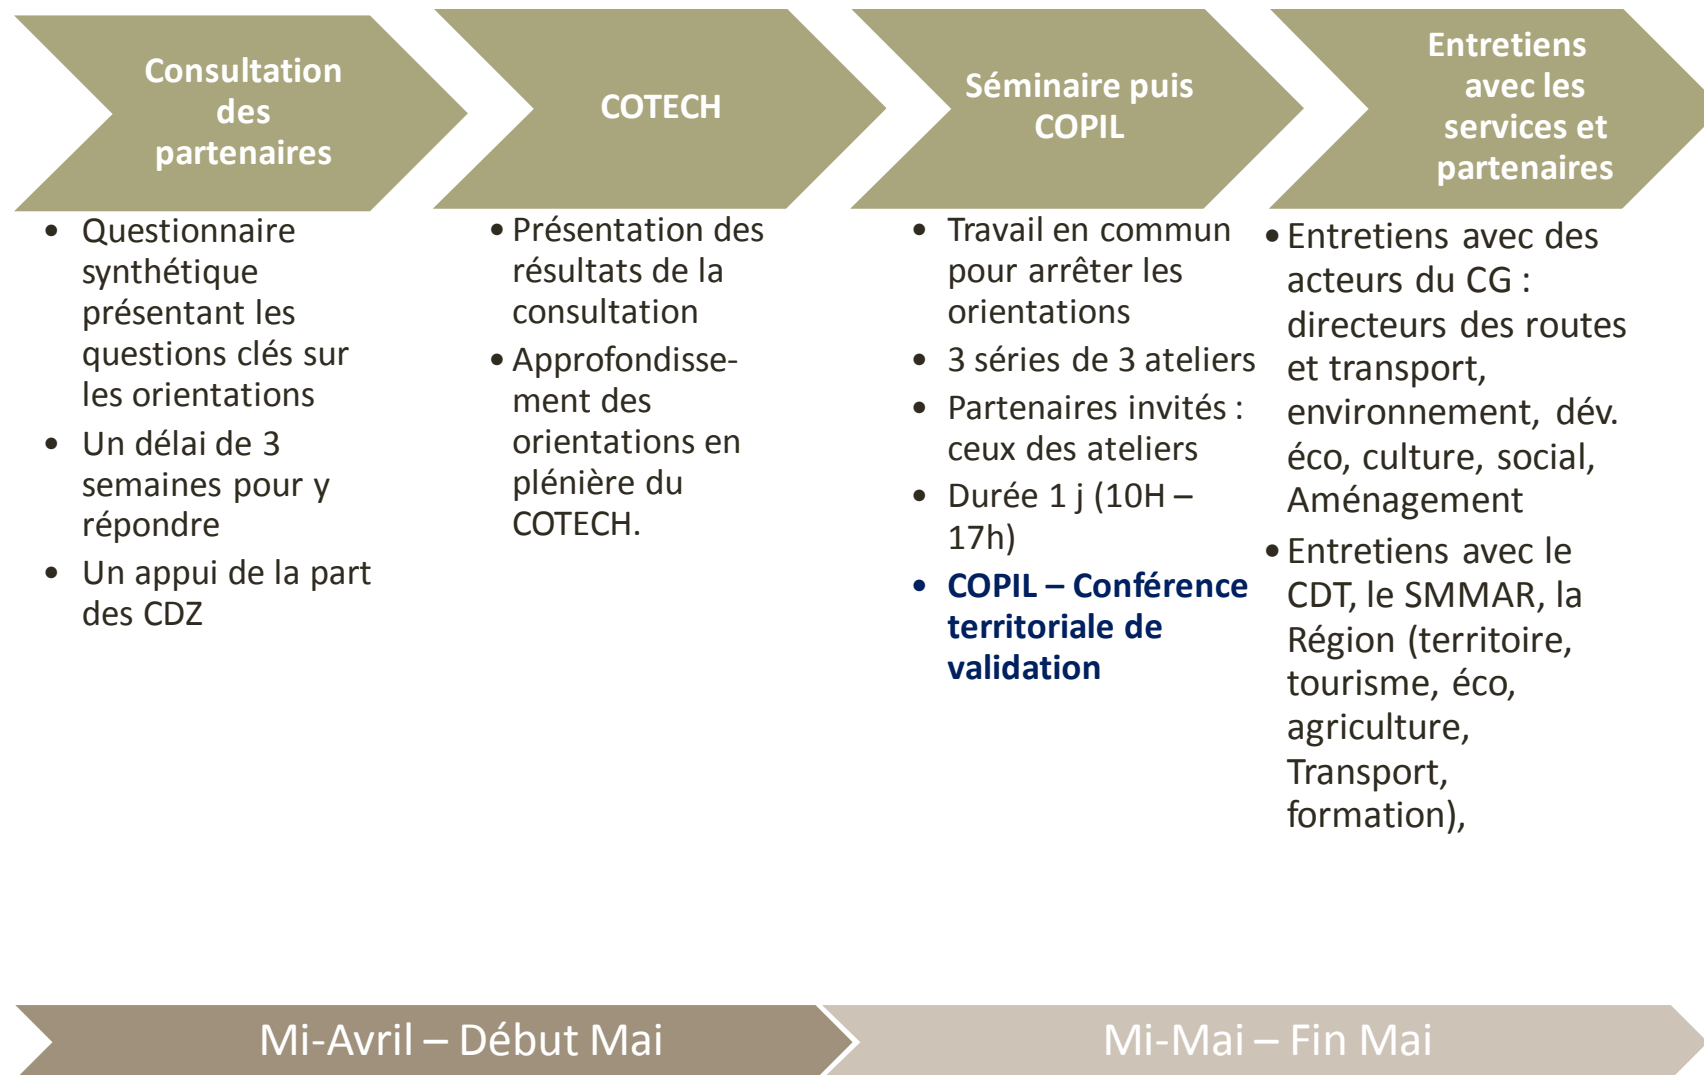 Consultation
des
partenaires
• Questionnaire
synthétique
présentant les
questions clés sur
les orientations
• Un délai de 3
semaines pour y
répondre
• Un appui de la part
des CDZ
COTECH
• Présentation des
résultats de la
consultation
• Approfondisse-
ment des
orientations en
plénière du
COTECH.
Séminaire puis
COPIL
• Travail en commun
pour arrêter les
orientations
• 3 séries de 3 ateliers
• Partenaires invités :
ceux des ateliers
• Durée 1 j (10H –
17h)
• COPIL – Conférence
territoriale de
validation
Entretiens
avec les
services et
partenaires
• Entretiens avec des
acteurs du CG :
directeurs des routes
et transport,
environnement, dév.
éco, culture, social,
Aménagement
• Entretiens avec le
CDT, le SMMAR, la
Région (territoire,
tourisme, éco,
agriculture,
Transport,
formation),
Mi-Avril – Début Mai
Mi-Mai – Fin Mai